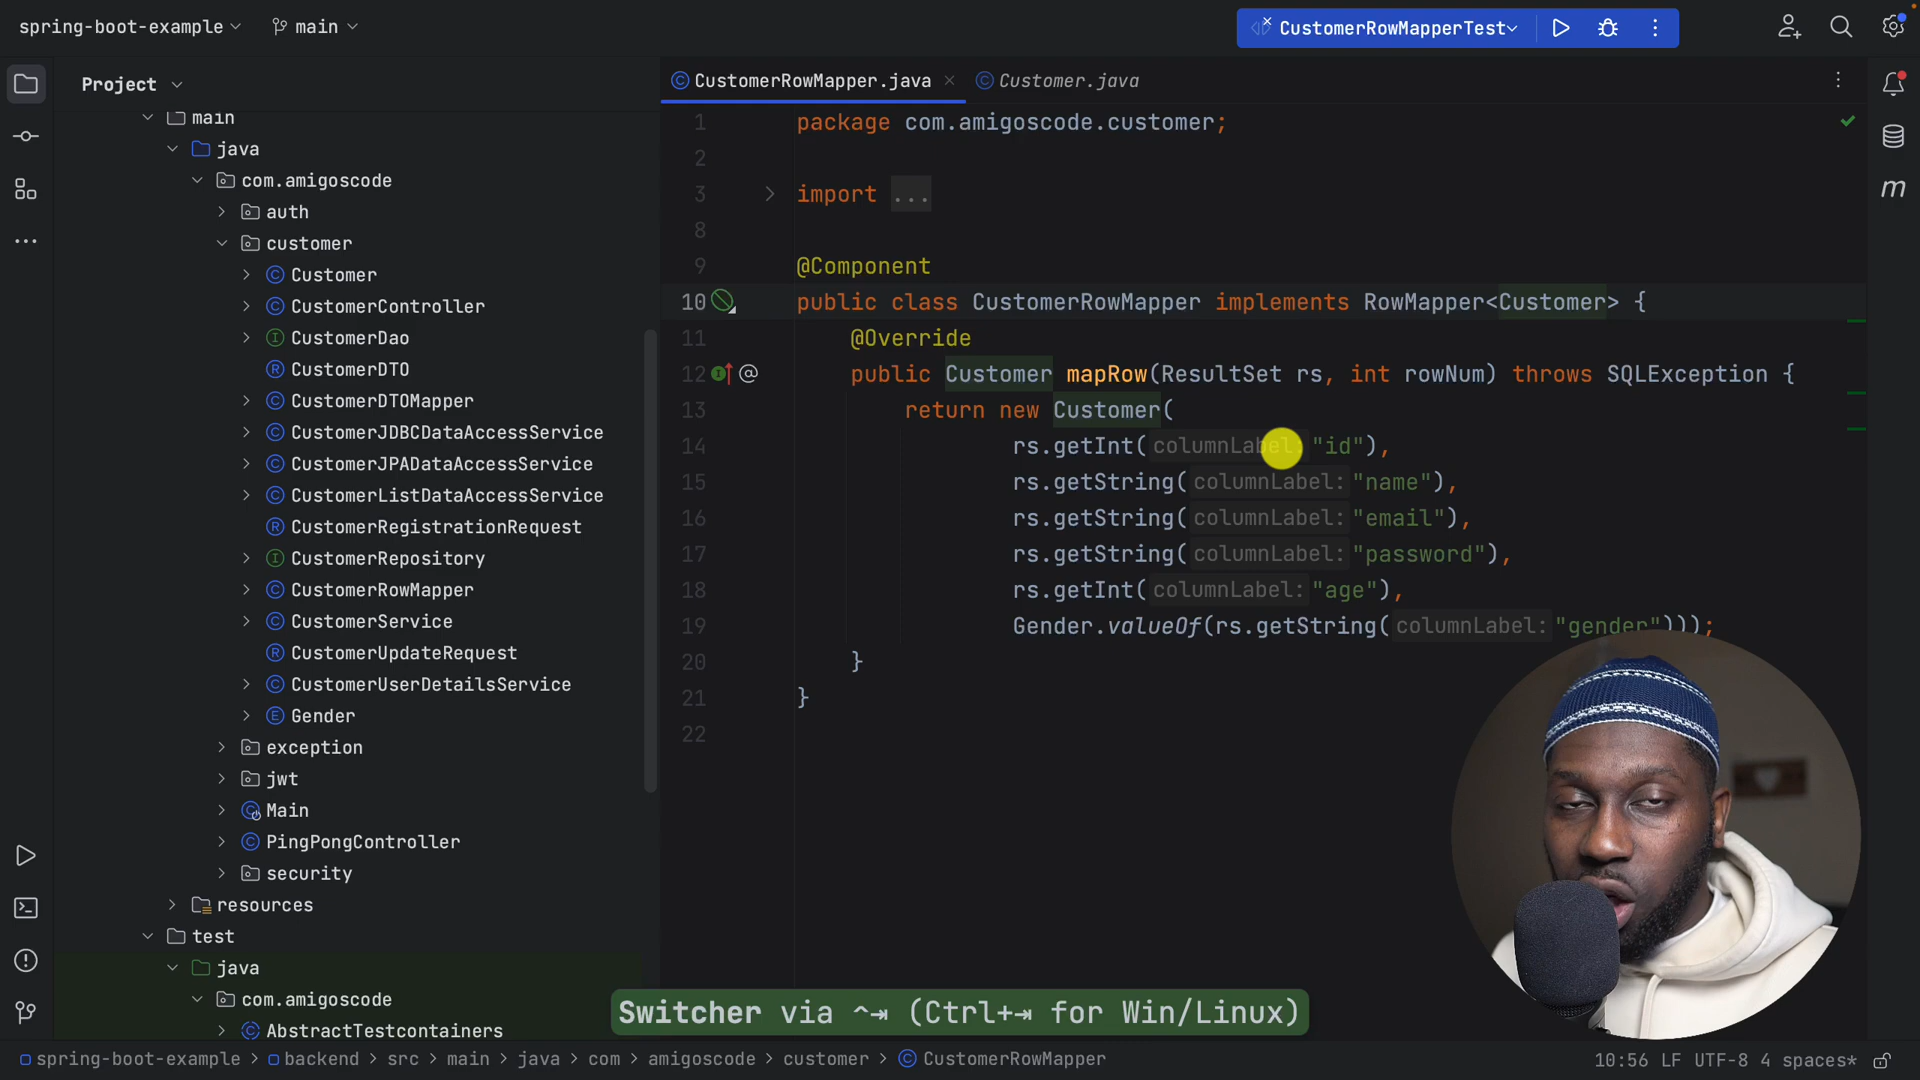 spring-boot-example
main
CustomerRowMapperTest
Project
CustomerRowMapper.java
Customer.java
main
java
com.amigoscode
auth
customer
Customer
CustomerController
CustomerDao
CustomerDTO
CustomerDTOMapper
CustomerJDBCDataAccessService
CustomerJPADataAccessService
CustomerListDataAccessService
CustomerRegistrationRequest
CustomerRepository
CustomerRowMapper
CustomerService
CustomerUpdateRequest
CustomerUserDetailsService
Gender
exception
jwt
Main
PingPongController
security
resources
test
java
com.amigoscode
AbstractTestcontainers
1 package com.amigoscode.customer;
2
3 import ...
8
9 @Component
10 public class CustomerRowMapper implements RowMapper<Customer> {
11 @Override
12 public Customer mapRow(ResultSet rs, int rowNum) throws SQLException {
13 return new Customer(
14 rs.getInt( columnLabel: "id"),
15 rs.getString( columnLabel: "name"),
16 rs.getString( columnLabel: "email"),
17 rs.getString( columnLabel: "password"),
18 rs.getInt( columnLabel: "age"),
19 Gender.valueOf(rs.getString( columnLabel: "gender")));
20 }
21 }
22
Switcher via ^⇥ (Ctrl+⇥ for Win/Linux)
spring-boot-example > backend > src > main > java > com > amigoscode > customer > CustomerRowMapper
10:56 LF UTF-8 4 spaces*